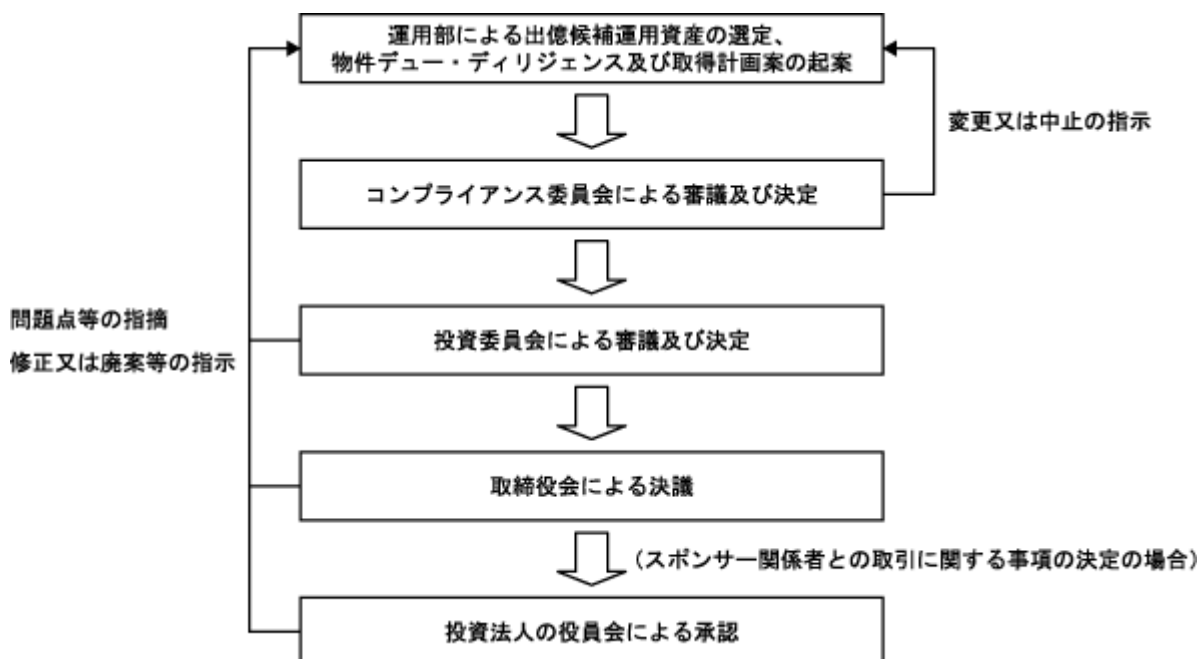 運用部による出億候補運用資産の選定、
物件デュー・ディリジェンス及び取得計画案の起案
変更又は中止の指示
コンプライアンス委員会による審議及び決定
投資委員会による審議及び決定
問題点等の指摘
修正又は廃案等の指示
取締役会による決議
(スポンサー関係者との取引に関する事項の決定の場合)
投資法人の役員会による承認